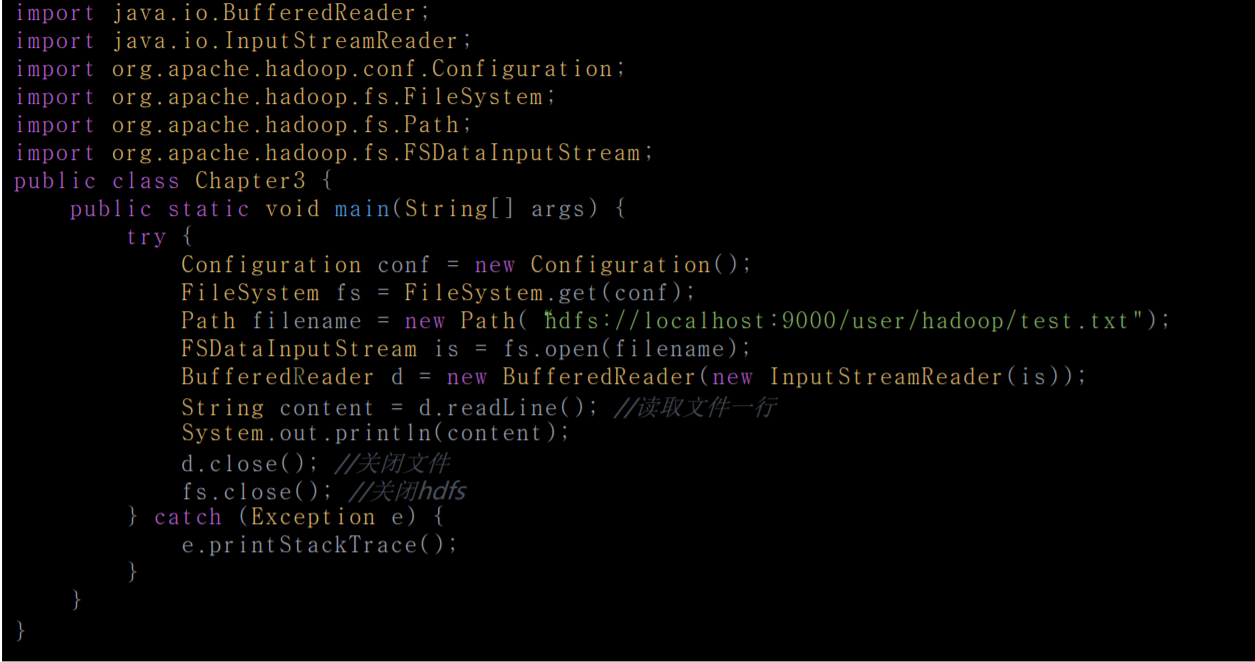 import java.io.BufferedReader;
import java.io.InputStreamReader;
import org.apache.hadoop.conf.Configuration;
import org.apache.hadoop.fs.FileSystem;
import org.apache.hadoop.fs.Path;
import org.apache.hadoop.fs.FSDataInputStream;
public class Chapter3 {
    public static void main(String[] args) {
        try {
            Configuration conf = new Configuration();
            FileSystem fs = FileSystem.get(conf);
            Path filename = new Path( “hdfs://localhost:9000/user/hadoop/test.txt");
            FSDataInputStream is = fs.open(filename);
            BufferedReader d = new BufferedReader(new InputStreamReader(is));
            String content = d.readLine(); //读取文件一行
            System.out.println(content);
            d.close(); //关闭文件
            fs.close(); //关闭hdfs
        } catch (Exception e) {
            e.printStackTrace();
        }
    }
}